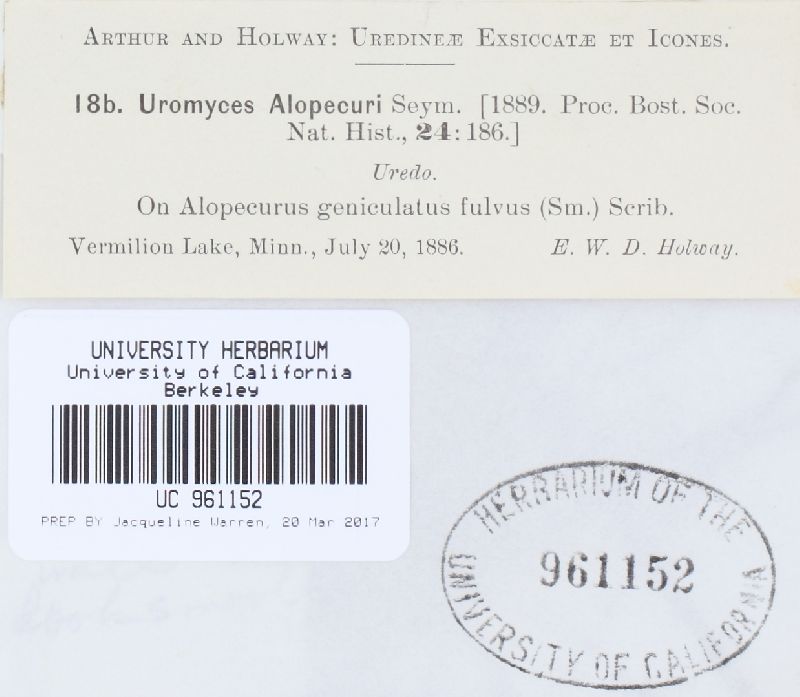 ARTHUR AND HOLWAY: UREDINEÆ EXSICCATÆ ET ICONES.
18b. Uromyces Alopecuri Seym. [1889. Proc. Bost. Soc.
Nat. Hist., 24: 186.]
Uredo.
On Alopecurus geniculatus fulvus (Sm.) Scrib.
Vermilion Lake, Minn., July 20, 1886. E. W. D. Holway.
UNIVERSITY HERBARIUM
University of California
Berkeley
UC 961152
PREP BY Jacqueline Warren, 20 Mar 2017
HERBARIUM OF THE
961152
UNIVERSITY OF CALIFORNIA